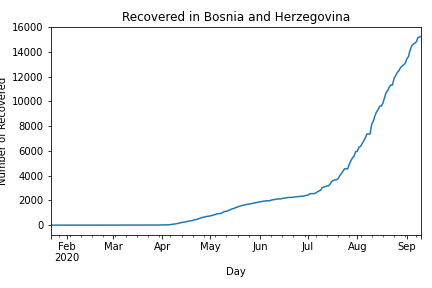 Recovered in Bosnia and Herzegovina
Number of Recovered
16000
14000
12000
10000
8000
6000
4000
2000
0
Feb Mar Apr May Jun Jul Aug Sep
2020
Day